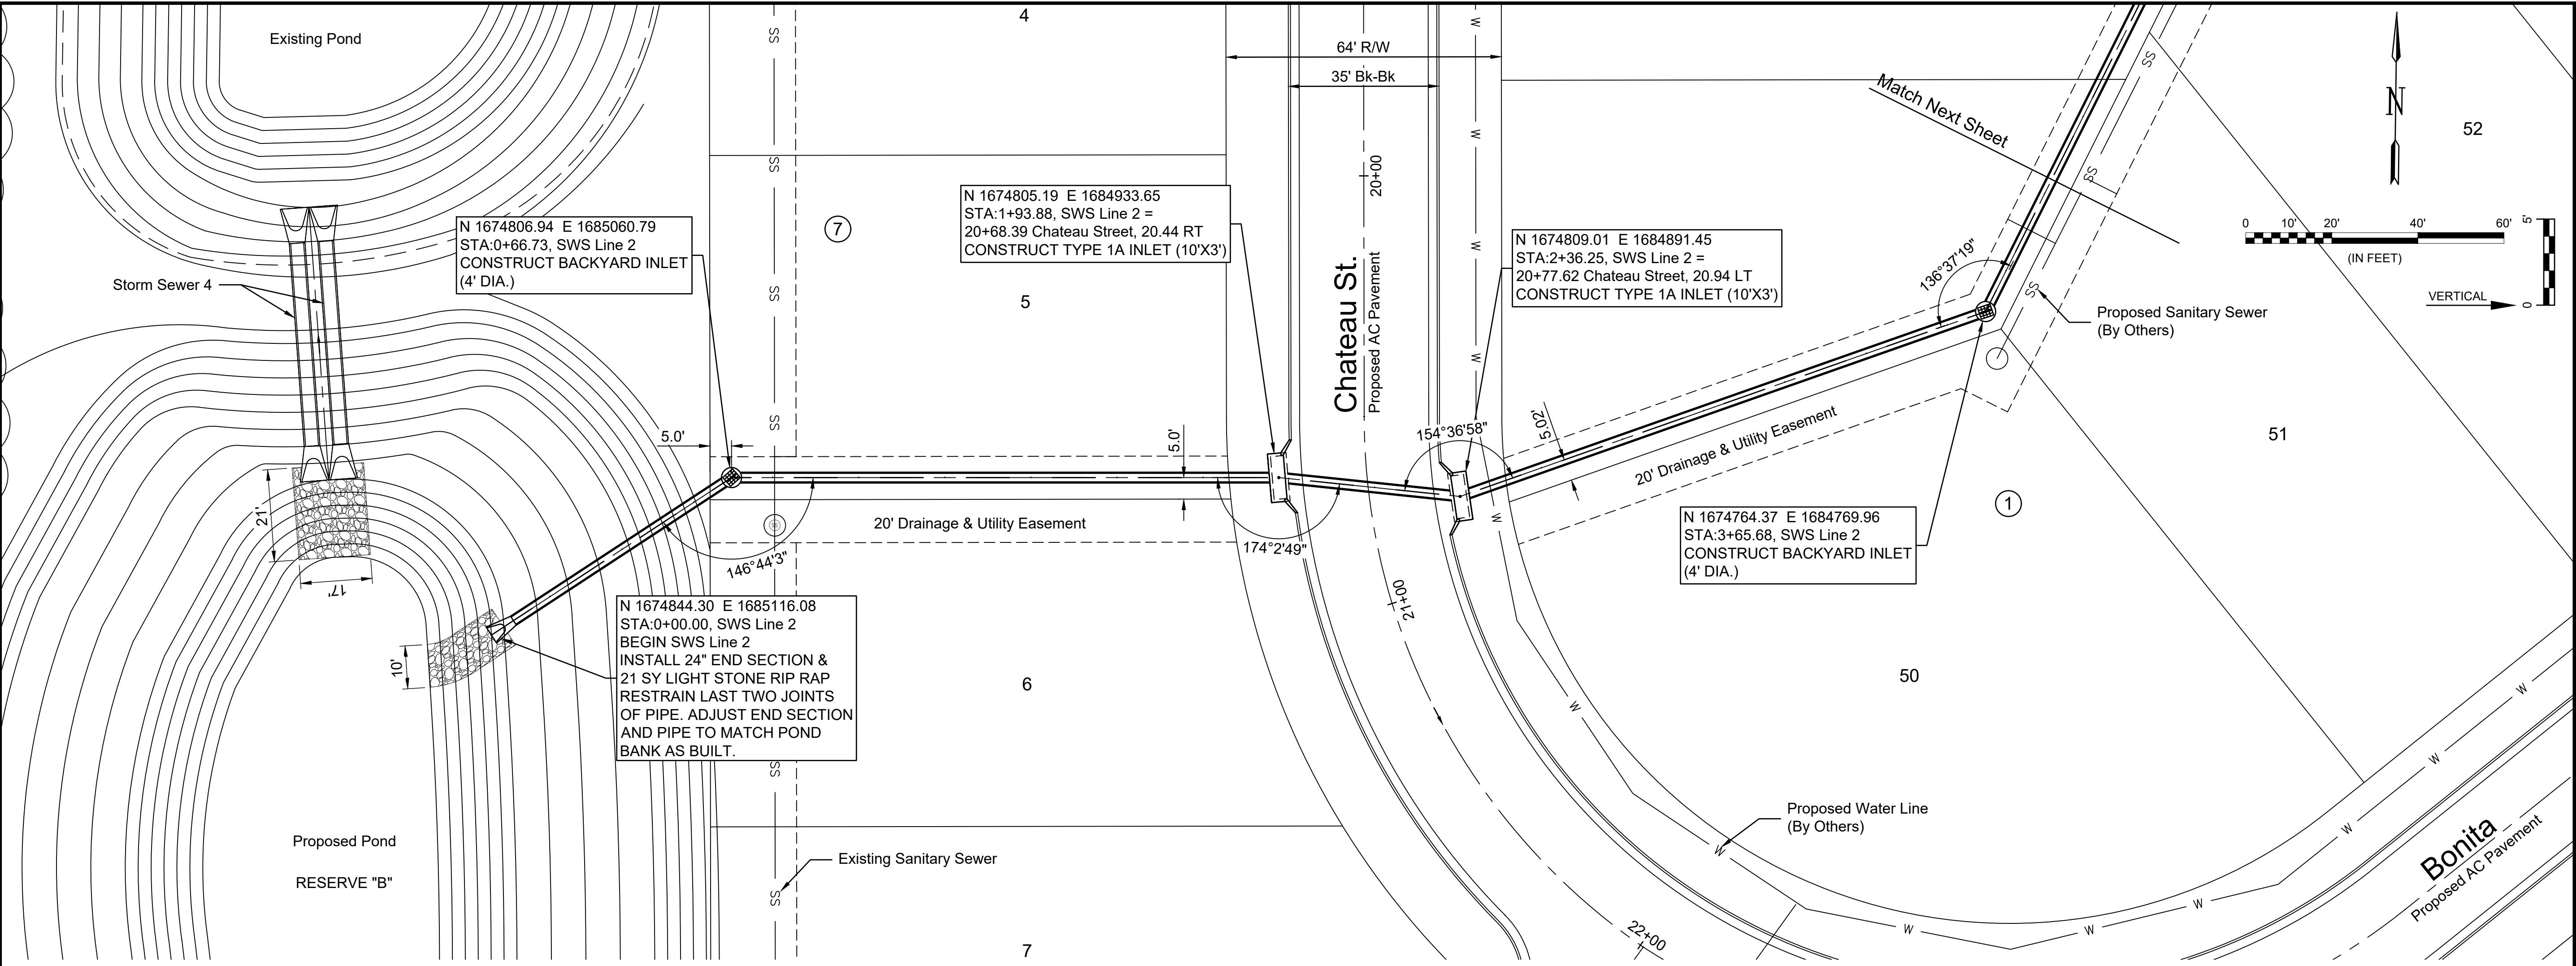 Existing Pond
4
64' R/W
35' Bk-Bk
Match Next Sheet
N
52
0 10' 20' 40' 60'
(IN FEET)
VERTICAL
0
5'
SS
SS
SS
SS
SS
SS
SS
SS
SS
W
W
W
W
W
W
W
W
W
W
W
W
20+00
N 1674806.94 E 1685060.79
STA:0+66.73, SWS Line 2
CONSTRUCT BACKYARD INLET
(4' DIA.)
7
N 1674805.19 E 1684933.65
STA:1+93.88, SWS Line 2 =
20+68.39 Chateau Street, 20.44 RT
CONSTRUCT TYPE 1A INLET (10'X3')
N 1674809.01 E 1684891.45
STA:2+36.25, SWS Line 2 =
20+77.62 Chateau Street, 20.94 LT
CONSTRUCT TYPE 1A INLET (10'X3')
136°37'19"
Storm Sewer 4
5
Chateau St.
Proposed AC Pavement
Proposed Sanitary Sewer
(By Others)
5.0'
5.0'
154°36'58"
5.02'
20' Drainage & Utility Easement
51
21'
17'
146°44'3"
20' Drainage & Utility Easement
174°2'49"
N 1674764.37 E 1684769.96
STA:3+65.68, SWS Line 2
CONSTRUCT BACKYARD INLET
(4' DIA.)
1
21+00
10'
N 1674844.30 E 1685116.08
STA:0+00.00, SWS Line 2
BEGIN SWS Line 2
INSTALL 24" END SECTION &
21 SY LIGHT STONE RIP RAP
RESTRAIN LAST TWO JOINTS
OF PIPE. ADJUST END SECTION
AND PIPE TO MATCH POND
BANK AS BUILT.
6
50
Proposed Pond
RESERVE "B"
Existing Sanitary Sewer
Proposed Water Line
(By Others)
Bonita
Proposed AC Pavement
22+00
7